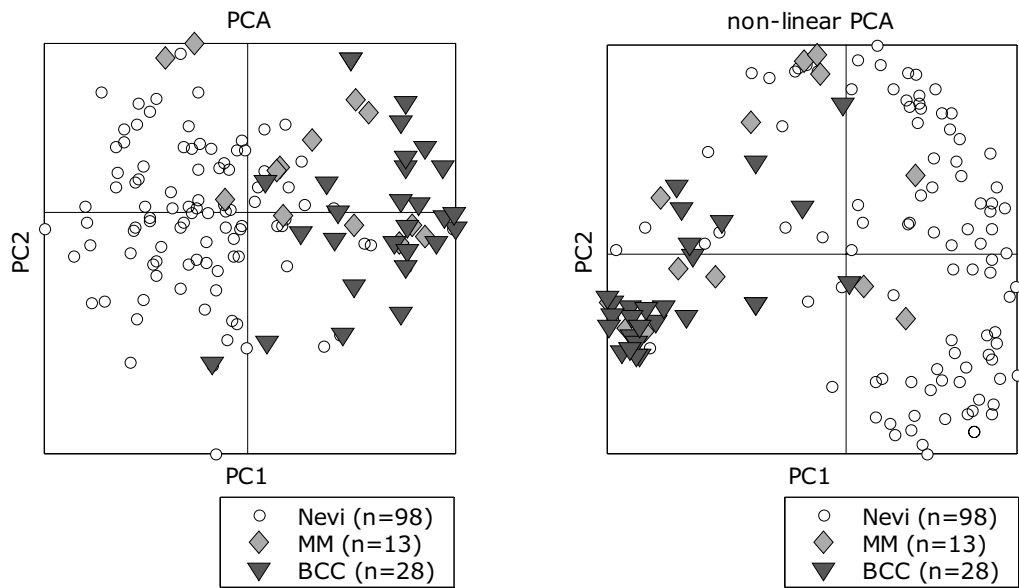 PCA
PC2
PC1
Nevi (n=98)
MM (n=13)
BCC (n=28)
non-linear PCA
PC2
PC1
Nevi (n=98)
MM (n=13)
BCC (n=28)